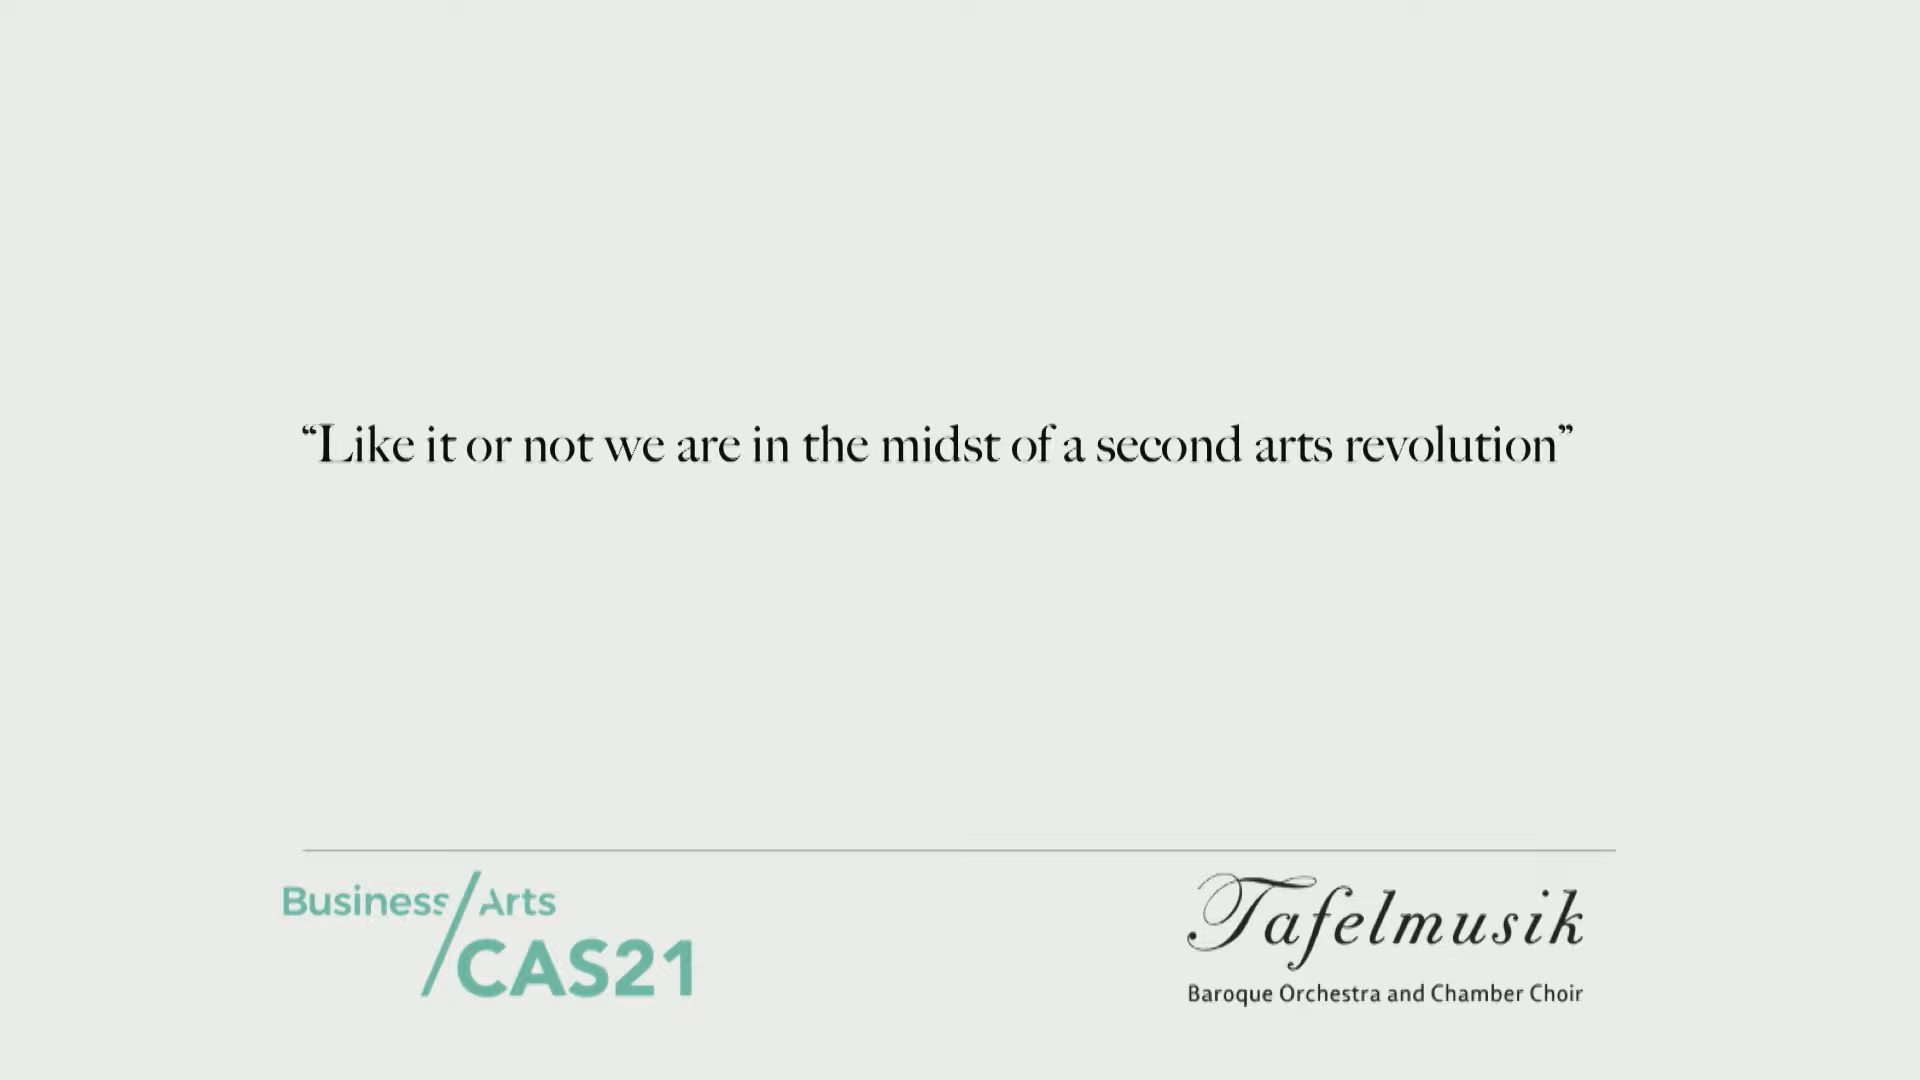 “Like it or not we are in the midst of a second arts revolution”
Business/Arts
CAS21
Tafelmusik
Baroque Orchestra and Chamber Choir